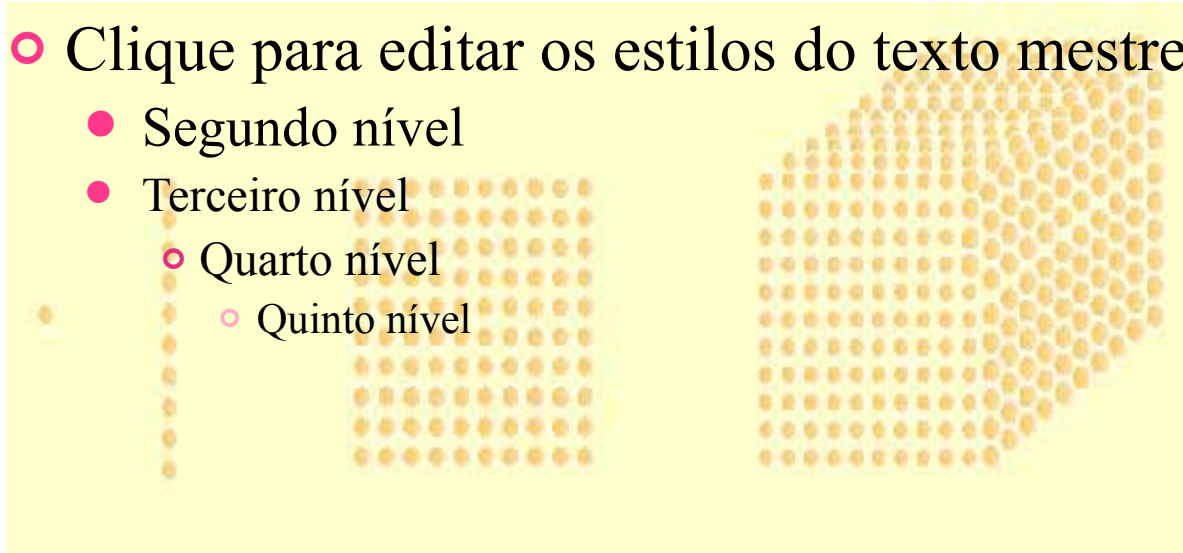 Clique para editar os estilos do texto mestre
Segundo nível
Terceiro nível
Quarto nível
Quinto nível